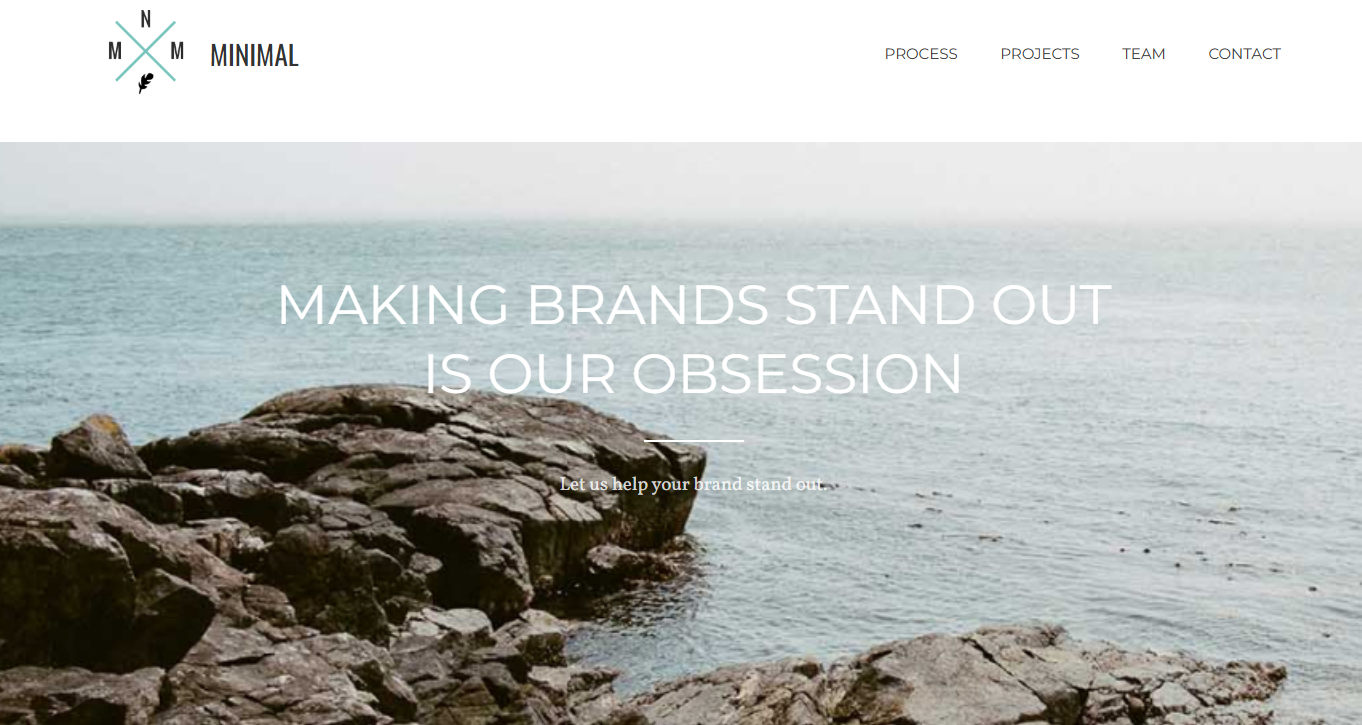 N
M M
MINIMAL
PROCESS PROJECTS TEAM CONTACT
MAKING BRANDS STAND OUT
IS OUR OBSESSION
Let us help your brand stand out.